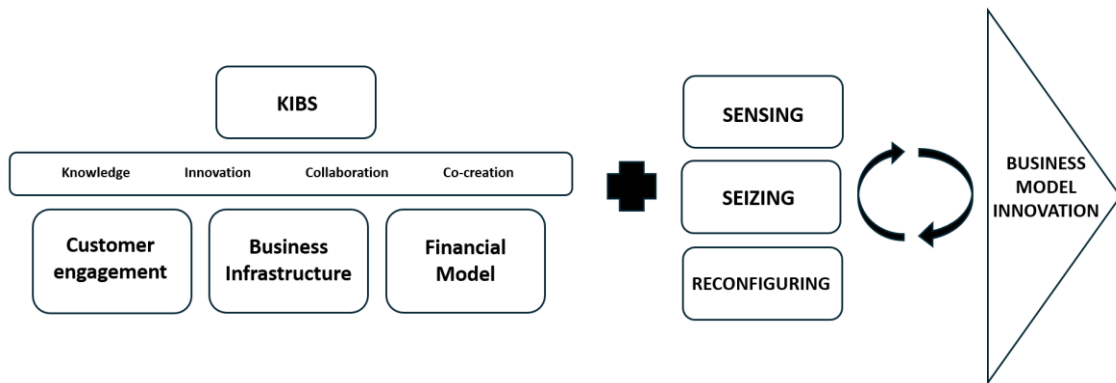 KIBS
Knowledge Innovation Collaboration Co-creation
Customer
engagement
Business
Infrastructure
Financial
Model
SENSING
SEIZING
RECONFIGURING
BUSINESS
MODEL
INNOVATION